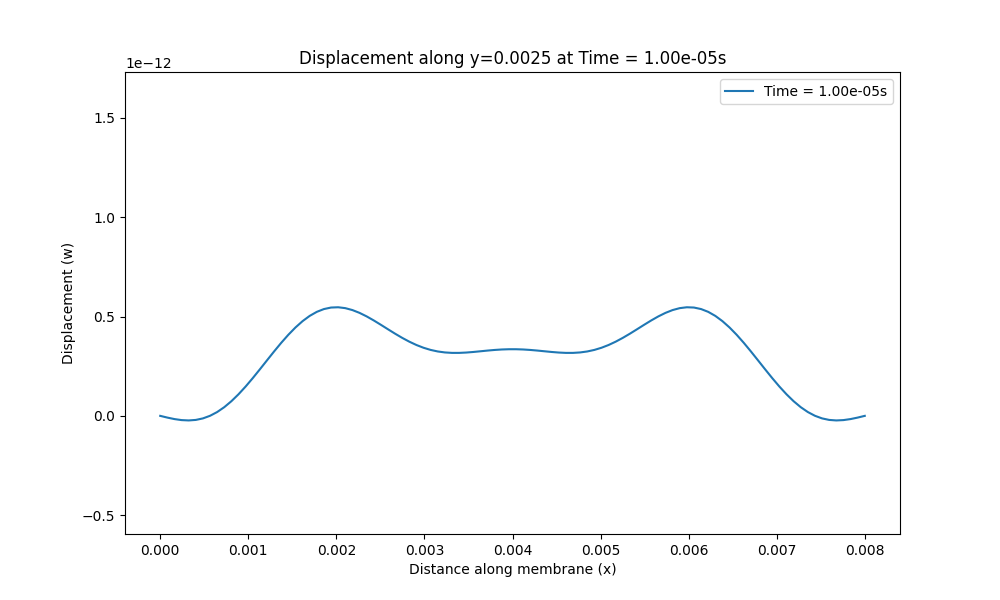 Displacement along y=0.0025 at Time = 1.00e-05s
1e−12
Time = 1.00e-05s
1.5
1.0
0.5
0.0
−0.5
Displacement (w)
0.000 0.001 0.002 0.003 0.004 0.005 0.006 0.007 0.008
Distance along membrane (x)